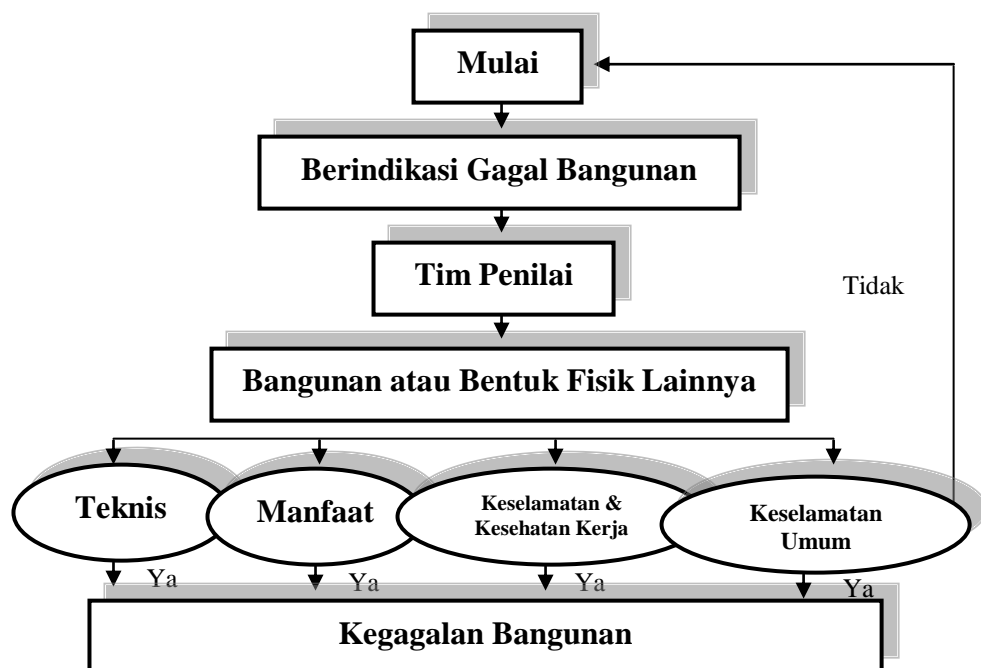 Mulai
Berindikasi Gagal Bangunan
Tim Penilai
Tidak
Bangunan atau Bentuk Fisik Lainnya
Teknis
Manfaat
Keselamatan &
Kesehatan Kerja
Keselamatan
Umum
Ya
Ya
Ya
Ya
Kegagalan Bangunan